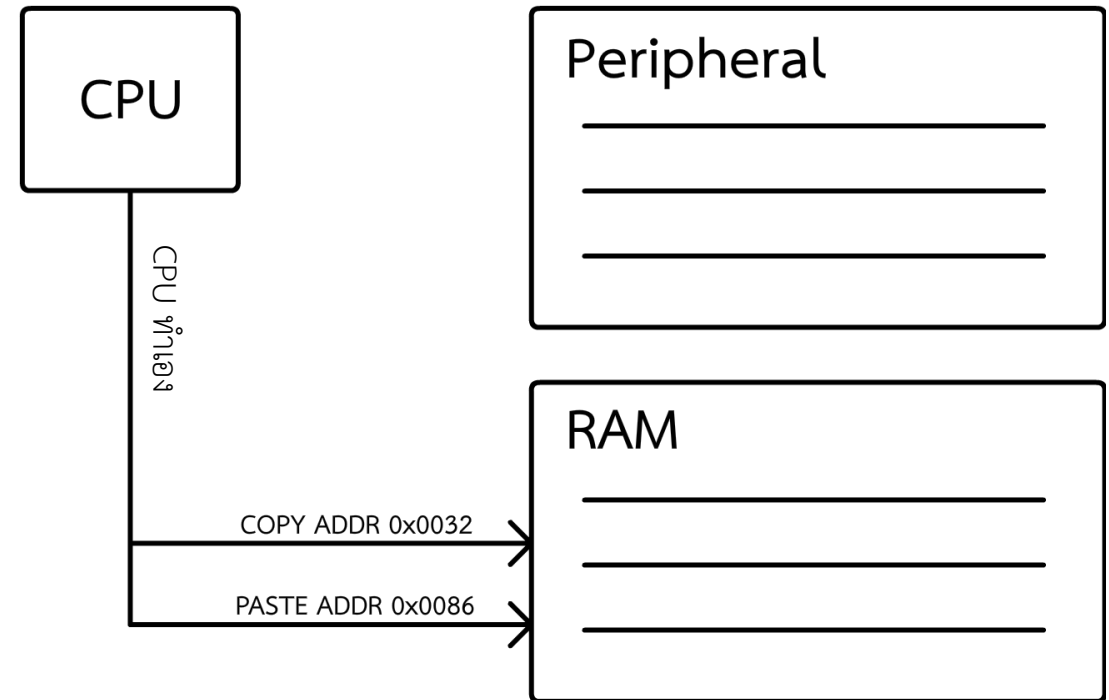 CPU
Peripheral
CPU ทำเอง
RAM
COPY ADDR 0x0032
PASTE ADDR 0x0086